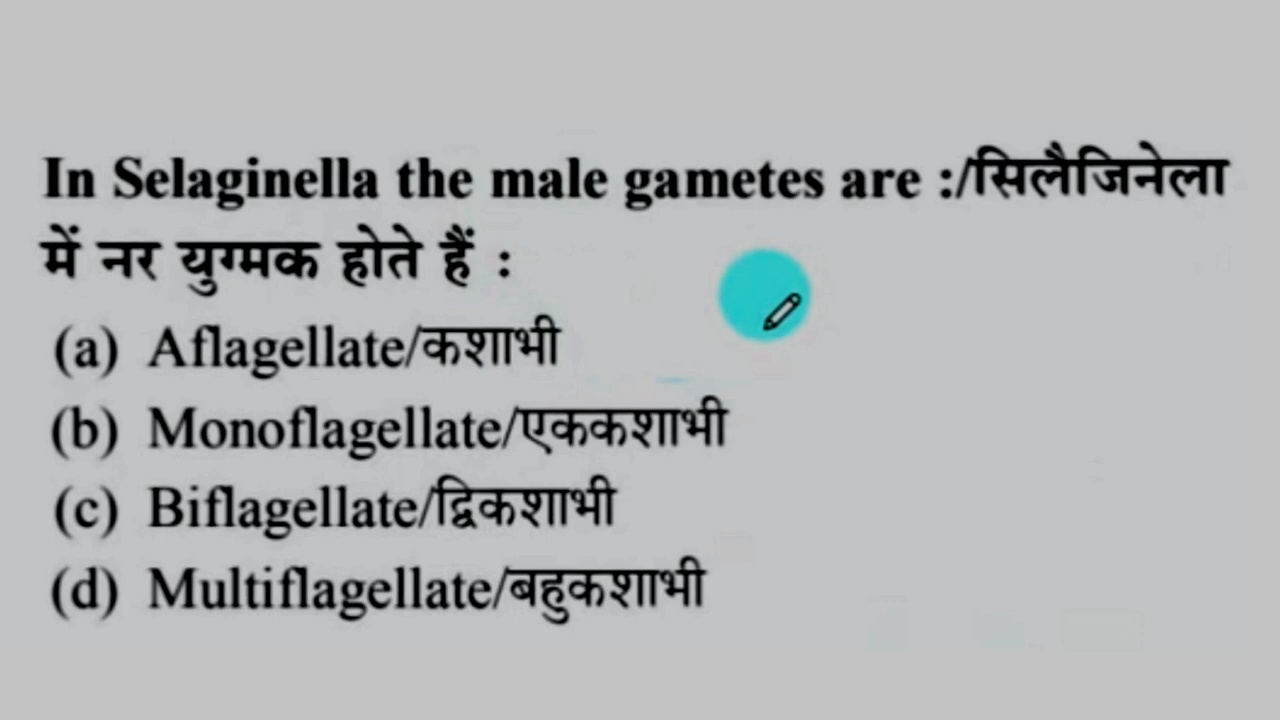 In Selaginella the male gametes are :/सिलैजिनेला
में नर युग्मक होते हैं :
(a) Aflagellate/कशाभी
(b) Monoflagellate/एककशाभी
(c) Biflagellate/द्विकशाभी
(d) Multiflagellate/बहुकशाभी